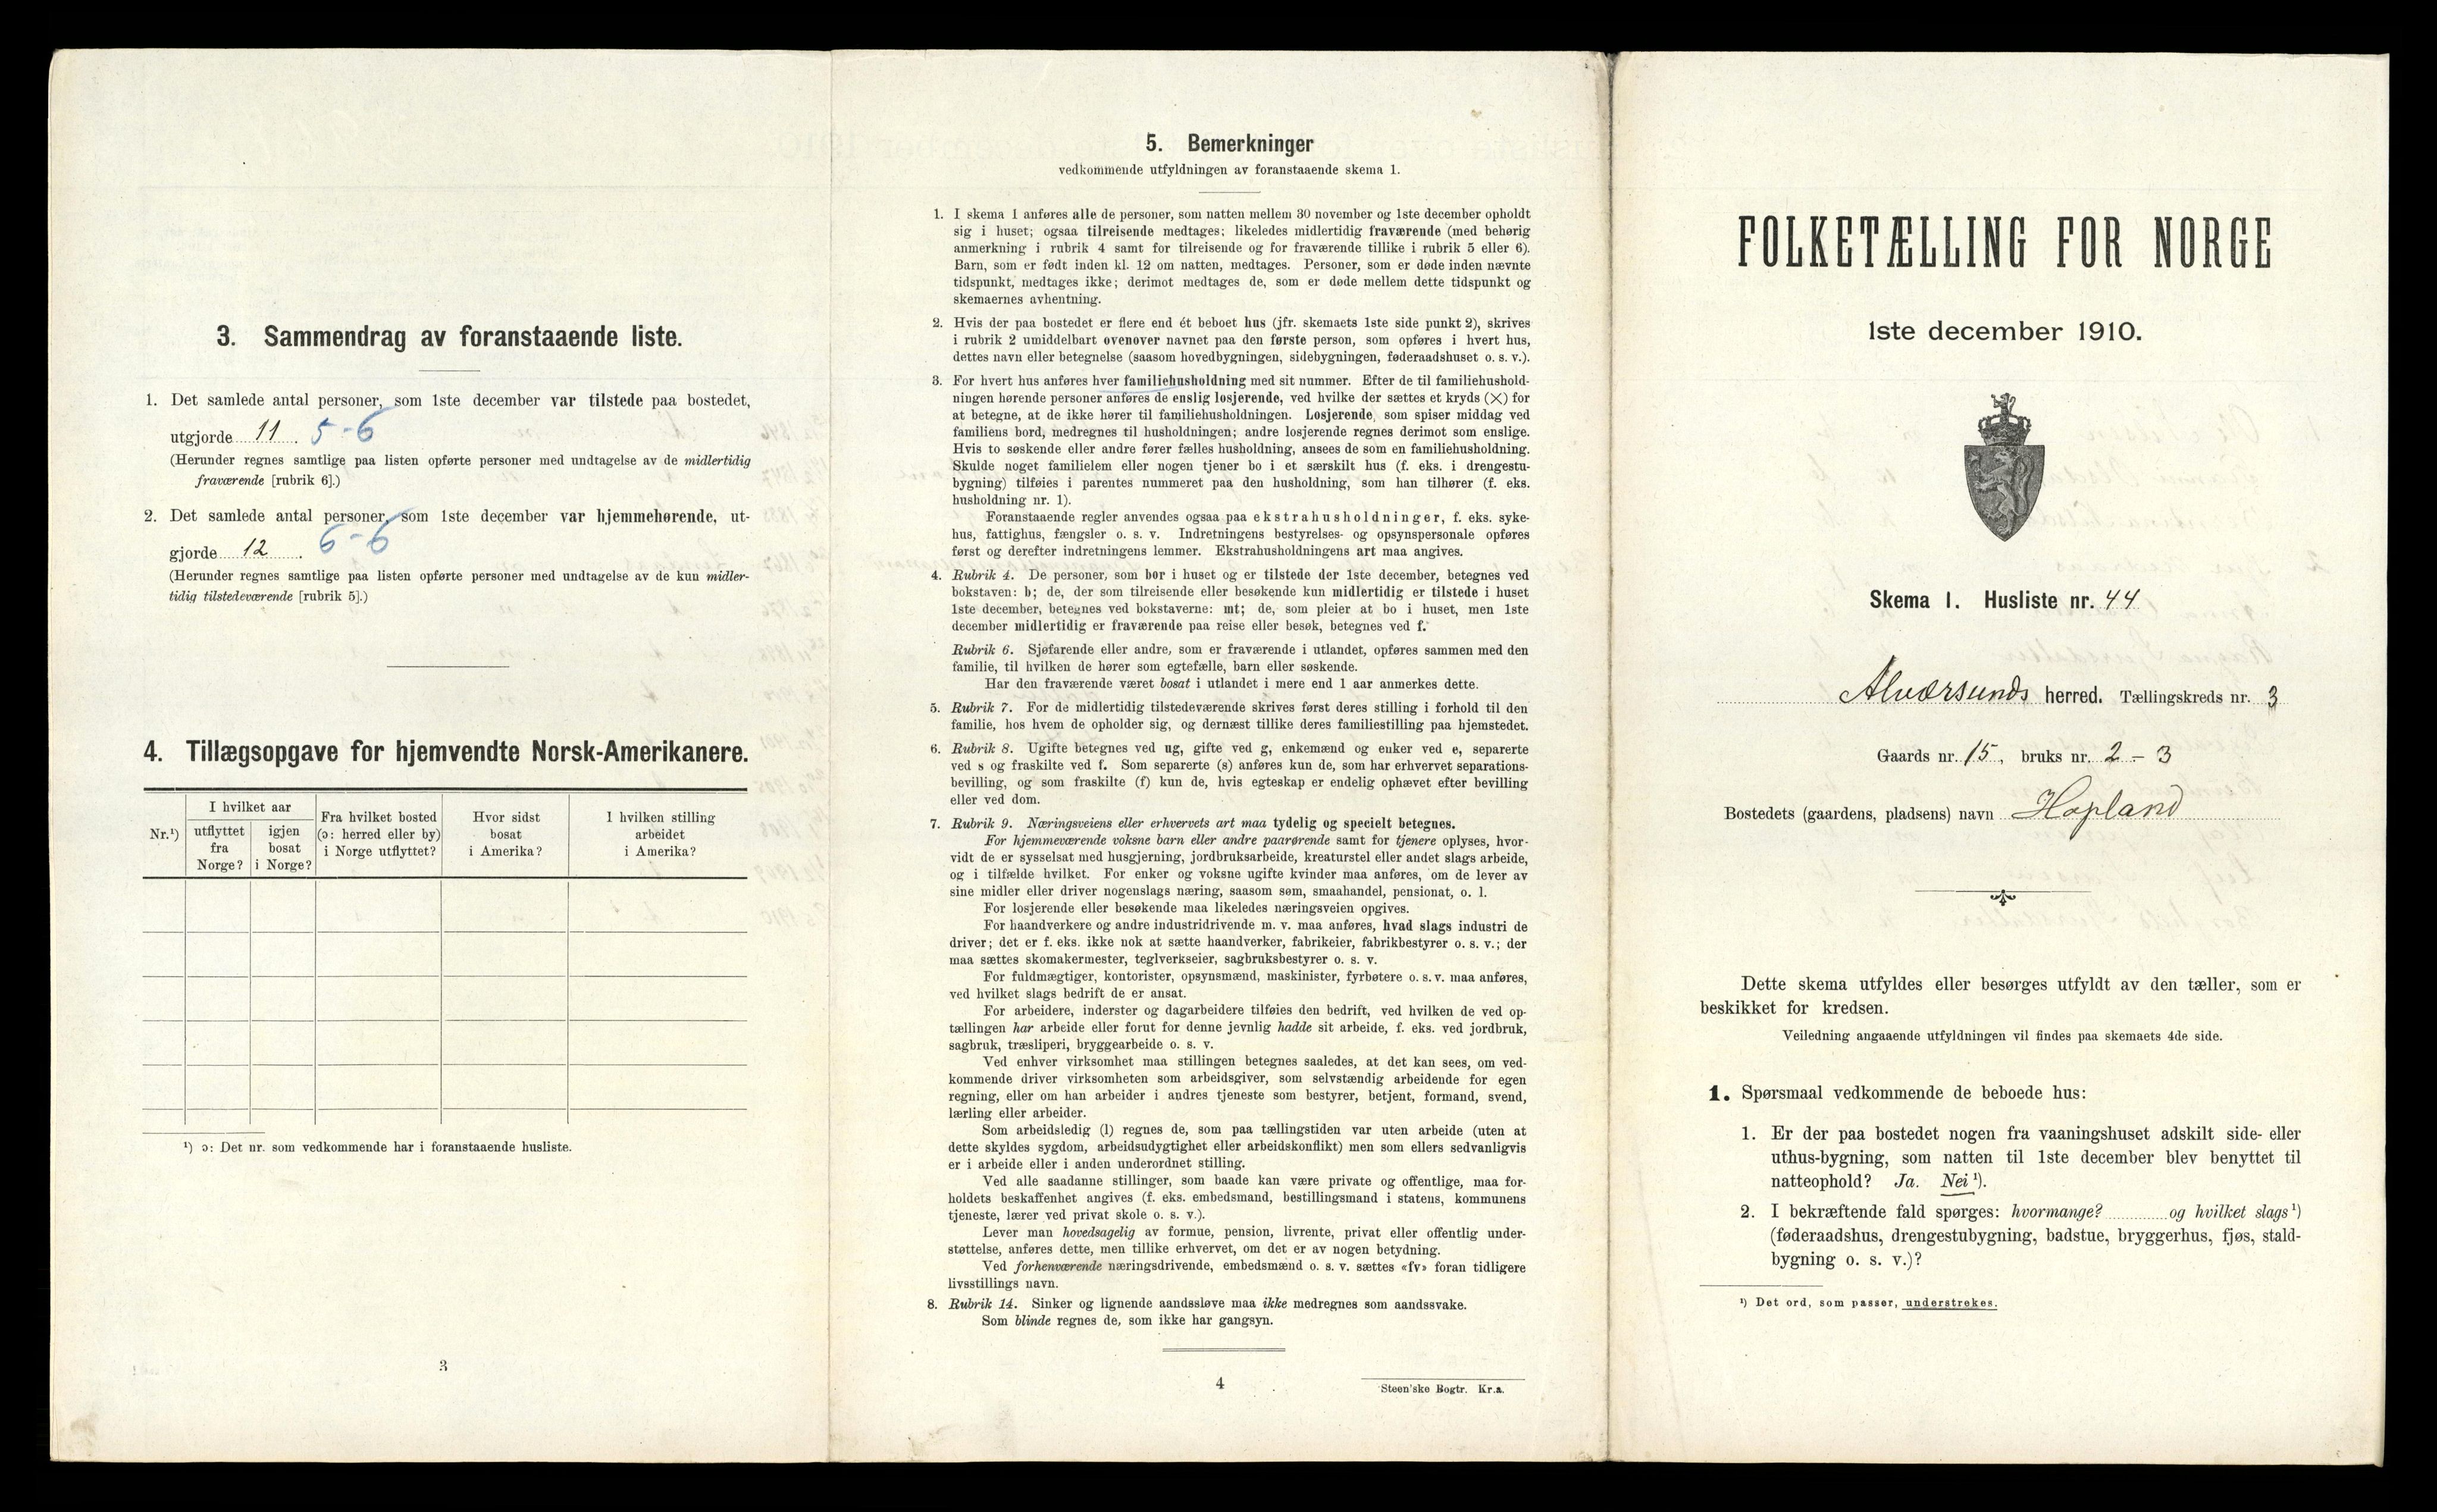 3. Sammendrag av foranstaaende liste.
1. Det samlede antal personer, som 1ste december var tilstede paa bostedet,
utgjorde 11. 5-6
(Herunder regnes samtlige paa listen opførte personer med undtagelse av de midlertidig
fraværende [rubrik 6].)
2. Det samlede antal personer, som 1ste december var hjemmehørende, ut-
gjorde 12. 6-6
(Herunder regnes samtlige paa listen opførte personer med undtagelse av de kun midler-
tidig tilstedeværende [rubrik 5].)
4. Tillægsopgave for hjemvendte Norsk-Amerikanere.
Nr.¹)
I hvilket aar
utflyttet fra Norge?
igjen bosat i Norge?
Fra hvilket bosted (ɔ: herred eller by) i Norge utflyttet?
Hvor sidst bosat i Amerika?
I hvilken stilling arbeidet i Amerika?
¹) ɔ: Det nr. som vedkommende har i foranstaaende husliste.
3
5. Bemerkninger
vedkommende utfyldningen av foranstaaende skema 1.
1. I skema 1 anføres alle de personer, som natten mellem 30 november og 1ste december opholdt
sig i huset; ogsaa tilreisende medtages; likeledes midlertidig fraværende (med behørig
anmerkning i rubrik 4 samt for tilreisende og for fraværende tillike i rubrik 5 eller 6).
Barn, som er født inden kl. 12 om natten, medtages. Personer, som er døde inden nævnte
tidspunkt, medtages ikke; derimot medtages de, som er døde mellem dette tidspunkt og
skemaernes avhentning.
2. Hvis der paa bostedet er flere end ét beboet hus (jfr. skemaets 1ste side punkt 2), skrives
i rubrik 2 umiddelbart ovenover navnet paa den første person, som opføres i hvert hus,
dettes navn eller betegnelse (saasom hovedbygningen, sidebygningen, føderaadshuset o. s. v.).
3. For hvert hus anføres hver familiehusholdning med sit nummer. Efter de til familiehushold-
ningen hørende personer anføres de enslig losjerende, ved hvilke der sættes et kryds (×) for
at betegne, at de ikke hører til familiehusholdningen. Losjerende, som spiser middag ved
familiens bord, medregnes til husholdningen; andre losjerende regnes derimot som enslige.
Hvis to søskende eller andre fører fælles husholdning, ansees de som en familiehusholdning.
Skulde noget familielem eller nogen tjener bo i et særskilt hus (f. eks. i drengestu-
bygning) tilføies i parentes nummeret paa den husholdning, som han tilhører (f. eks.
husholdning nr. 1).
Foranstaaende regler anvendes ogsaa paa ekstrahusholdninger, f. eks. syke-
hus, fattighus, fængsler o. s. v. Indretningens bestyrelses- og opsynspersonale opføres
først og derefter indretningens lemmer. Ekstrahusholdningens art maa angives.
4. Rubrik 4. De personer, som bor i huset og er tilstede der 1ste december, betegnes ved
bokstaven: b; de, der som tilreisende eller besøkende kun midlertidig er tilstede i huset
1ste december, betegnes ved bokstaverne: mt; de, som pleier at bo i huset, men 1ste
december midlertidig er fraværende paa reise eller besøk, betegnes ved f.
Rubrik 6. Sjøfarende eller andre, som er fraværende i utlandet, opføres sammen med den
familie, til hvilken de hører som egtefælle, barn eller søskende.
Har den fraværende været bosat i utlandet i mere end 1 aar anmerkes dette.
5. Rubrik 7. For de midlertidig tilstedeværende skrives først deres stilling i forhold til den
familie, hos hvem de opholder sig, og dernæst tillike deres familiestilling paa hjemstedet.
6. Rubrik 8. Ugifte betegnes ved ug, gifte ved g, enkemænd og enker ved e, separerte
ved s og fraskilte ved f. Som separerte (s) anføres kun de, som har erhvervet separations-
bevilling, og som fraskilte (f) kun de, hvis egteskap er endelig ophævet efter bevilling
eller ved dom.
7. Rubrik 9. Næringsveiens eller erhvervets art maa tydelig og specielt betegnes.
For hjemmeværende voksne barn eller andre paarørende samt for tjenere oplyses, hvor-
vidt de er sysselsat med husgjerning, jordbruksarbeide, kreaturstel eller andet slags arbeide,
og i tilfælde hvilket. For enker og voksne ugifte kvinder maa anføres, om de lever av
sine midler eller driver nogenslags næring, saasom søm, smaahandel, pensionat, o. l.
For losjerende eller besøkende maa likeledes næringsveien opgives.
For haandverkere og andre industridrivende m. v. maa anføres, hvad slags industri de
driver; det er f. eks. ikke nok at sætte haandverker, fabrikeier, fabrikbestyrer o. s. v.; der
maa sættes skomakermester, teglverkseier, sagbruksbestyrer o. s. v.
For fuldmægtiger, kontorister, opsynsmænd, maskinister, fyrbøtere o. s. v. maa anføres,
ved hvilket slags bedrift de er ansat.
For arbeidere, inderster og dagarbeidere tilføies den bedrift, ved hvilken de ved op-
tællingen har arbeide eller forut for denne jevnlig hadde sit arbeide, f. eks. ved jordbruk,
sagbruk, træsliperi, bryggearbeide o. s. v.
Ved enhver virksomhet maa stillingen betegnes saaledes, at det kan sees, om ved-
kommende driver virksomheten som arbeidsgiver, som selvstændig arbeidende for egen
regning, eller om han arbeider i andres tjeneste som bestyrer, betjent, formand, svend,
lærling eller arbeider.
Som arbeidsledig (l) regnes de, som paa tællingstiden var uten arbeide (uten at
dette skyldes sygdom, arbeidsudygtighet eller arbeidskonflikt) men som ellers sedvanligvis
er i arbeide eller i anden underordnet stilling.
Ved alle saadanne stillinger, som baade kan være private og offentlige, maa for-
holdets beskaffenhet angives (f. eks. embedsmand, bestillingsmand i statens, kommunens
tjeneste, lærer ved privat skole o. s. v.).
Lever man hovedsagelig av formue, pension, livrente, privat eller offentlig under-
støttelse, anføres dette, men tillike erhvervet, om det er av nogen betydning.
Ved forhenværende næringsdrivende, embedsmænd o. s. v. sættes «fv» foran tidligere
livsstillings navn.
8. Rubrik 14. Sinker og lignende aandssløve maa ikke medregnes som aandssvake.
Som blinde regnes de, som ikke har gangsyn.
4
Steen'ske Bogtr. Kr.a.
FOLKETÆLLING FOR NORGE
1ste december 1910.
Skema 1. Husliste nr. 44
Alværsunds herred. Tællingskreds nr. 3
Gaards nr. 15, bruks nr. 2 - 3
Bostedets (gaardens, pladsens) navn Hopland
Dette skema utfyldes eller besørges utfyldt av den tæller, som er
beskikket for kredsen.
Veiledning angaaende utfyldningen vil findes paa skemaets 4de side.
1. Spørsmaal vedkommende de beboede hus:
1. Er der paa bostedet nogen fra vaaningshuset adskilt side- eller
uthus-bygning, som natten til 1ste december blev benyttet til
natteophold? Ja. Nei ¹).
2. I bekræftende fald spørges: hvormange? og hvilket slags ¹)
(føderaadshus, drengestubygning, badstue, bryggerhus, fjøs, stald-
bygning o. s. v.)?
¹) Det ord, som passer, understrekes.